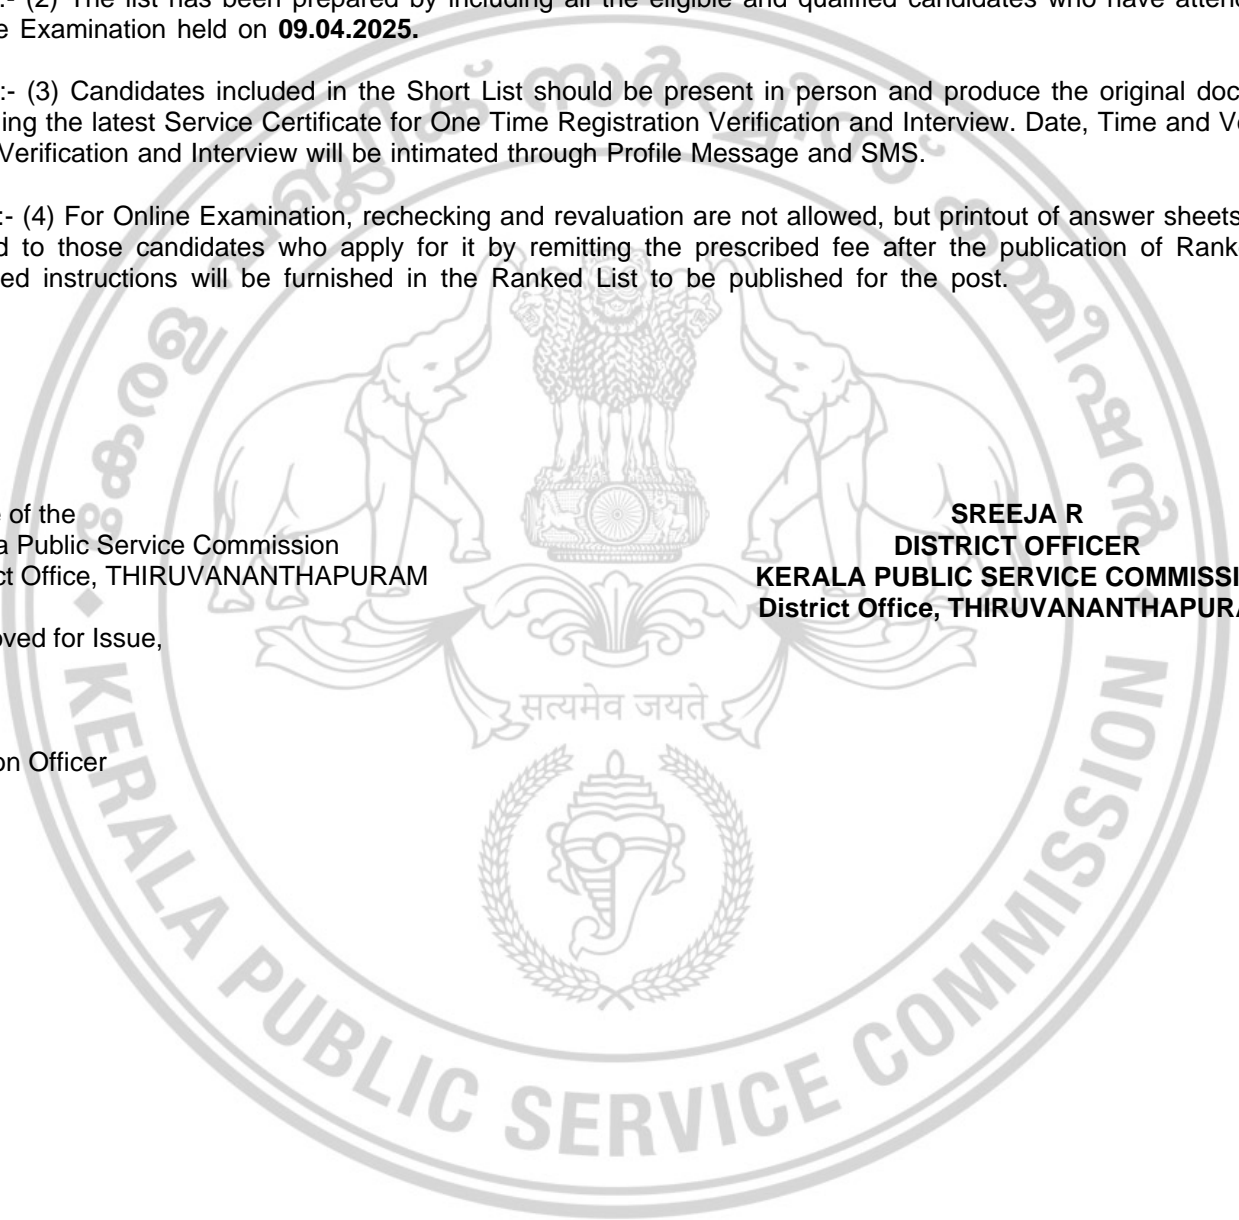 :- (2) The list has been prepared by including all the eligible and qualified candidates who have
e Examination held on 09.04.2025.
:- (3) Candidates included in the Short List should be present in person and produce the original doc
ing the latest Service Certificate for One Time Registration Verification and Interview. Date, Time and V
Verification and Interview will be intimated through Profile Message and SMS.
:- (4) For Online Examination, rechecking and revaluation are not allowed, but printout of answer sheets
d to those candidates who apply for it by remitting the prescribed fee after the publication of Rank
ed instructions will be furnished in the Ranked List to be published for the post.
e of the
a Public Service Commission
ct Office, THIRUVANANTHAPURAM
oved for Issue,
on Officer
SREEJA R
DISTRICT OFFICER
KERALA PUBLIC SERVICE COMMISSI
District Office, THIRUVANANTHAPURA
കേരള പബ്ലിക് സർവീസ് കമ്മീഷൻ
सत्यमेव जयते
KERALA PUBLIC SERVICE COMMISSION